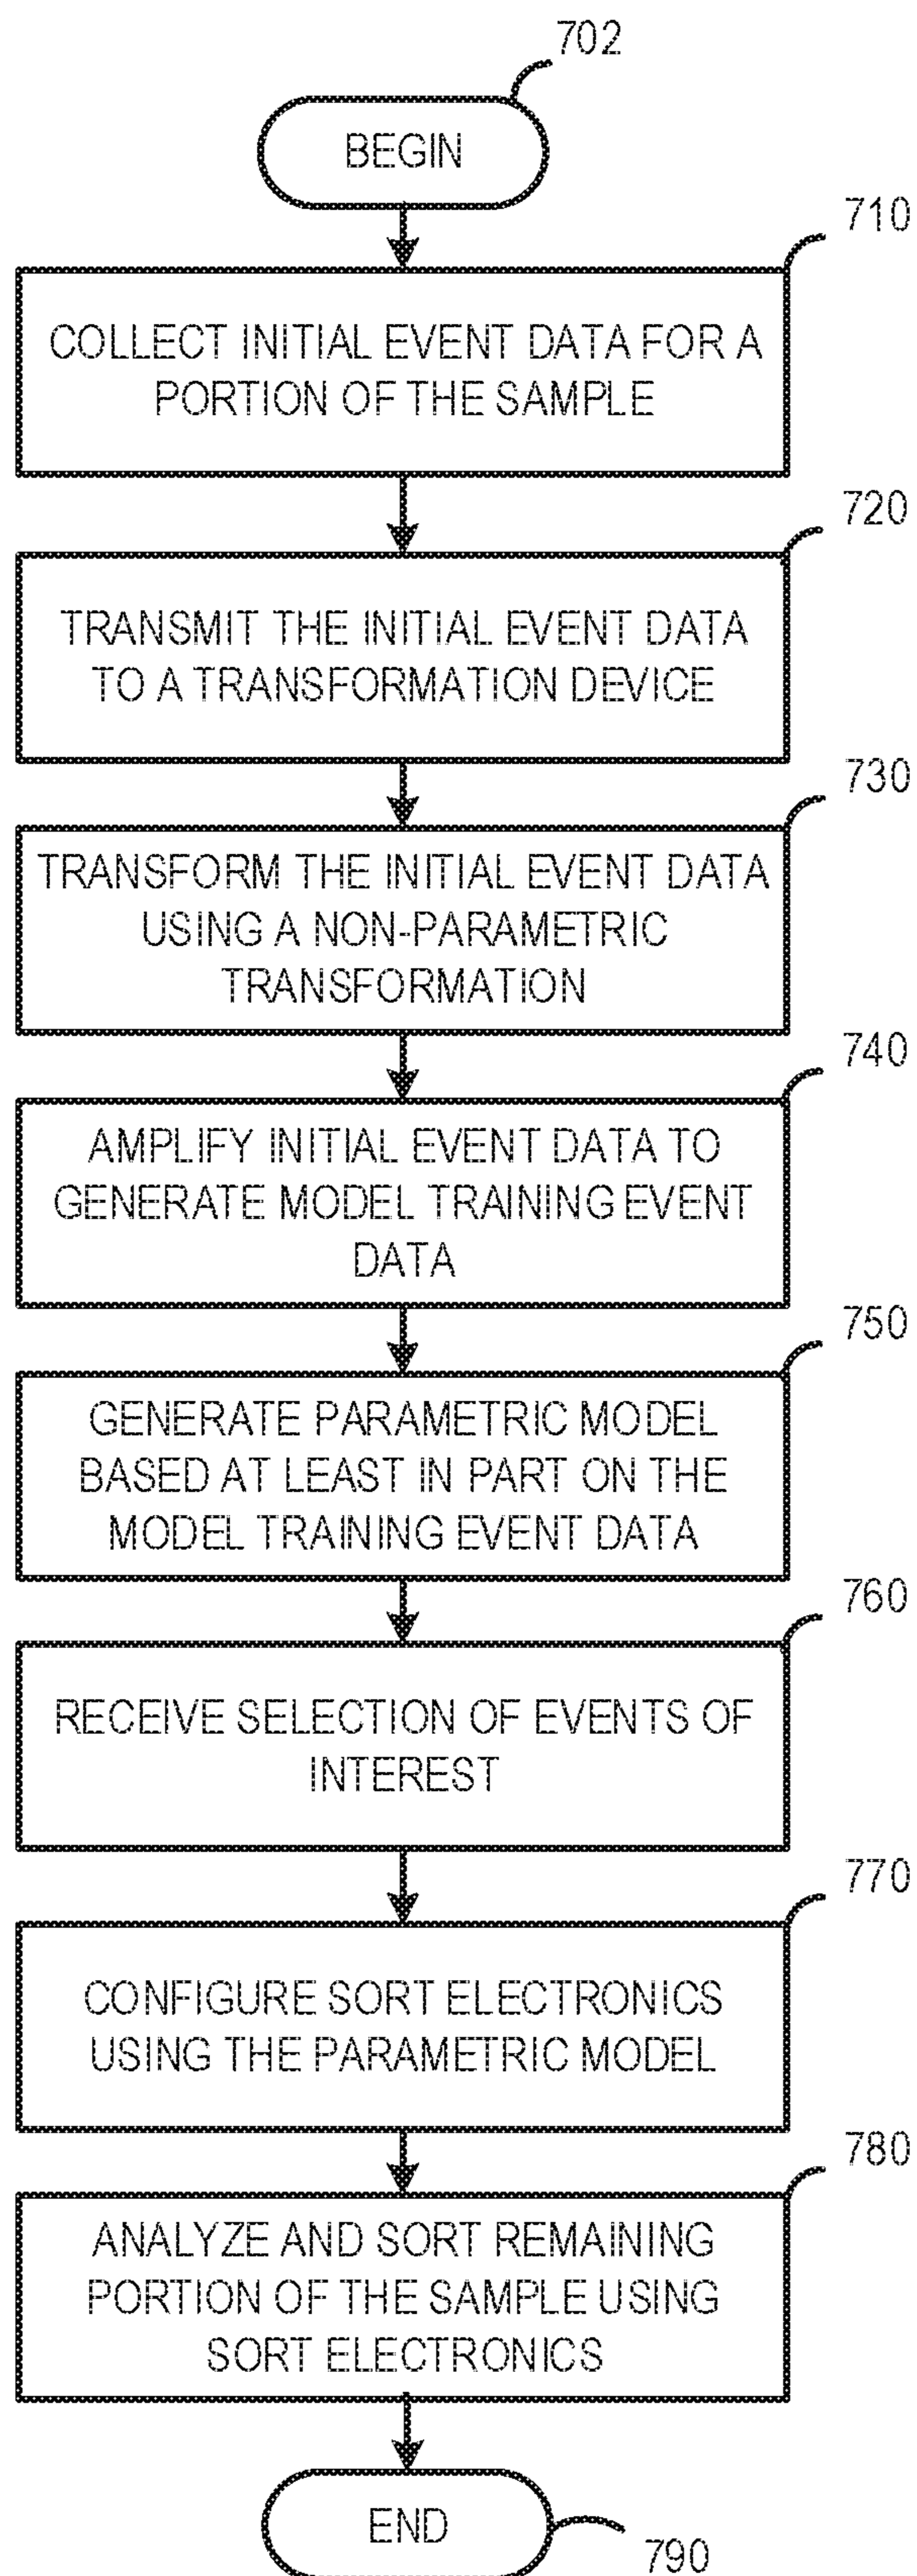 702
BEGIN
710
COLLECT INITIAL EVENT DATA FOR A
PORTION OF THE SAMPLE
720
TRANSMIT THE INITIAL EVENT DATA
TO A TRANSFORMATION DEVICE
730
TRANSFORM THE INITIAL EVENT DATA
USING A NON-PARAMETRIC
TRANSFORMATION
740
AMPLIFY INITIAL EVENT DATA TO
GENERATE MODEL TRAINING EVENT
DATA
750
GENERATE PARAMETRIC MODEL
BASED AT LEAST IN PART ON THE
MODEL TRAINING EVENT DATA
760
RECEIVE SELECTION OF EVENTS OF
INTEREST
770
CONFIGURE SORT ELECTRONICS
USING THE PARAMETRIC MODEL
780
ANALYZE AND SORT REMAINING
PORTION OF THE SAMPLE USING
SORT ELECTRONICS
END
790